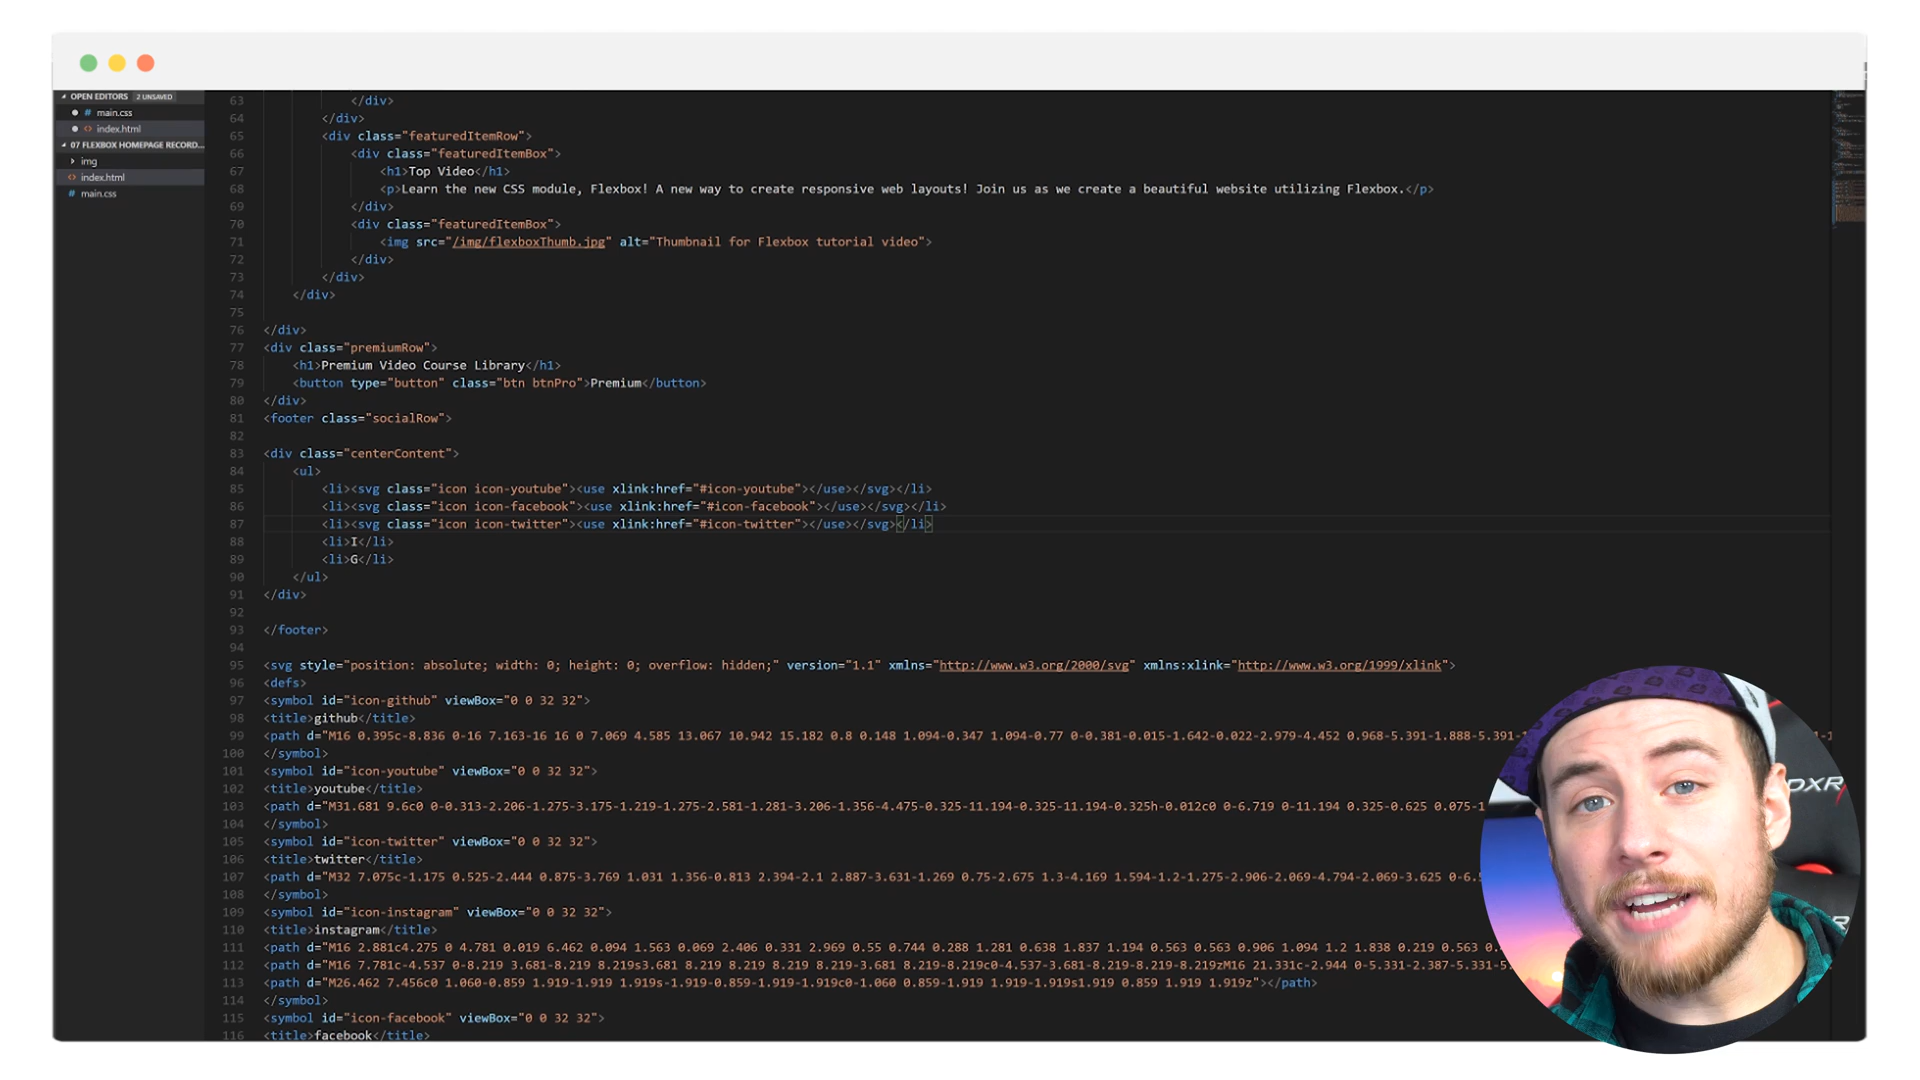 OPEN EDITORS 2 UNSAVED
# main.css
<> index.html
07 FLEXBOX HOMEPAGE RECORD...
img
<> index.html
# main.css
63 </div>
64 </div>
65 <div class="featuredItemRow">
66 <div class="featuredItemBox">
67 <h1>Top Video</h1>
68 <p>Learn the new CSS module, Flexbox! A new way to create responsive web layouts! Join us as we create a beautiful website utilizing Flexbox.</p>
69 </div>
70 <div class="featuredItemBox">
71 <img src="/img/flexboxThumb.jpg" alt="Thumbnail for Flexbox tutorial video">
72 </div>
73 </div>
74 </div>
75
76 </div>
77 <div class="premiumRow">
78 <h1>Premium Video Course Library</h1>
79 <button type="button" class="btn btnPro">Premium</button>
80 </div>
81 <footer class="socialRow">
82
83 <div class="centerContent">
84 <ul>
85 <li><svg class="icon icon-youtube"><use xlink:href="#icon-youtube"></use></svg></li>
86 <li><svg class="icon icon-facebook"><use xlink:href="#icon-facebook"></use></svg></li>
87 <li><svg class="icon icon-twitter"><use xlink:href="#icon-twitter"></use></svg></li>
88 <li>I</li>
89 <li>G</li>
90 </ul>
91 </div>
92
93 </footer>
94
95 <svg style="position: absolute; width: 0; height: 0; overflow: hidden;" version="1.1" xmlns="http://www.w3.org/2000/svg" xmlns:xlink="http://www.w3.org/1999/xlink">
96 <defs>
97 <symbol id="icon-github" viewBox="0 0 32 32">
98 <title>github</title>
99 <path d="M16 0.395c-8.836 0-16 7.163-16 16 0 7.069 4.585 13.067 10.942 15.182 0.8 0.148 1.094-0.347 1.094-0.77 0-0.381-0.015-1.642-0.022-2.979-4.452 0.968-5.391-1.888-5.391-
100 </symbol>
101 <symbol id="icon-youtube" viewBox="0 0 32 32">
102 <title>youtube</title>
103 <path d="M31.681 9.6c0 0-0.313-2.206-1.275-3.175-1.219-1.275-2.581-1.281-3.206-1.356-4.475-0.325-11.194-0.325-11.194-0.325h-0.012c0 0-6.719 0-11.194 0.325-0.625 0.075-1
104 </symbol>
105 <symbol id="icon-twitter" viewBox="0 0 32 32">
106 <title>twitter</title>
107 <path d="M32 7.075c-1.175 0.525-2.444 0.875-3.769 1.031 1.356-0.813 2.394-2.1 2.887-3.631-1.269 0.75-2.675 1.3-4.169 1.594-1.2-1.275-2.906-2.069-4.794-2.069-3.625 0-6.5
108 </symbol>
109 <symbol id="icon-instagram" viewBox="0 0 32 32">
110 <title>instagram</title>
111 <path d="M16 2.881c4.275 0 4.781 0.019 6.462 0.094 1.563 0.069 2.406 0.331 2.969 0.55 0.744 0.288 1.281 0.638 1.837 1.194 0.563 0.563 0.906 1.094 1.2 1.838 0.219 0.563 0.
112 <path d="M16 7.781c-4.537 0-8.219 3.681-8.219 8.219s3.681 8.219 8.219 8.219 8.219-3.681 8.219-8.219c0-4.537-3.681-8.219-8.219-8.219zM16 21.331c-2.944 0-5.331-2.387-5.331-5
113 <path d="M26.462 7.456c0 1.060-0.859 1.919-1.919 1.919s-1.919-0.859-1.919-1.919c0-1.060 0.859-1.919 1.919-1.919s1.919 0.859 1.919 1.919z"></path>
114 </symbol>
115 <symbol id="icon-facebook" viewBox="0 0 32 32">
116 <title>facebook</title>
DXR